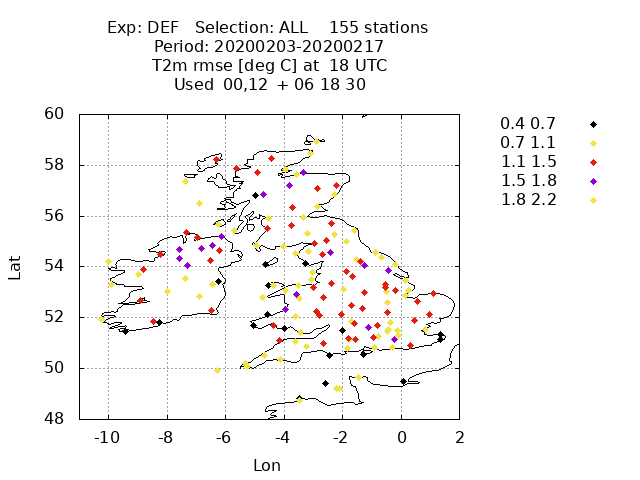 Exp: DEF Selection: ALL 155 stations
Period: 20200203-20200217
T2m rmse [deg C] at 18 UTC
Used 00,12 + 06 18 30
60
58
56
54
52
50
48
-10 -8 -6 -4 -2 0 2
Lat
Lon
0.4 0.7
0.7 1.1
1.1 1.5
1.5 1.8
1.8 2.2